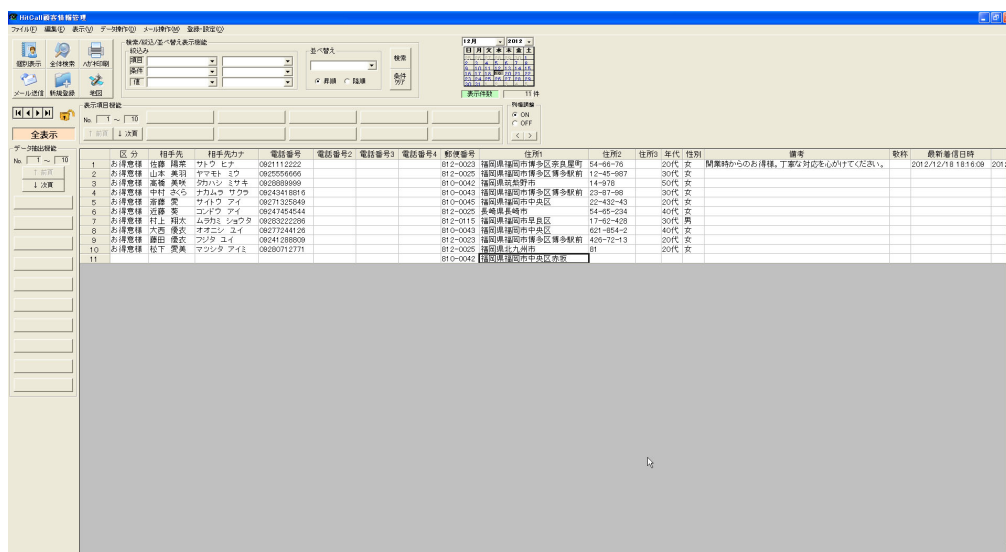 HitCall顧客情報管理
ファイル(F) 編集(E) 表示(V) データ操作(D) メール操作(M) 登録・設定(O)
個別表示 全体検索 ハガキ印刷
メール送信 新規登録 地図
検索/絞込/並べ替え表示機能
絞込み
項目
条件
値
並べ替え
昇順 降順
検索
条件クリア
12月 2012
日 月 火 水 木 金 土
表示件数 11 件
全表示
表示項目機能
No. 1 ～ 10
↑ 前頁 ↓ 次頁
列幅調整
ON
OFF
< >
データ抽出機能
No. 1 ～ 10
↑ 前頁
↓ 次頁
区 分 相手先 相手先カナ 電話番号 電話番号2 電話番号3 電話番号4 郵便番号 住所1 住所2 住所3 年代 性別 備考 敬称 最新着信日時
1 お得意様 佐藤 陽菜 サトウ ヒナ 0921112222 812-0023 福岡県福岡市博多区奈良屋町 54-66-76 20代 女 開業時からのお得様。丁寧な対応を心がけてください。 2012/12/18 18:16:09 2012
2 お得意様 山本 美羽 ヤマモト ミウ 0925556666 812-0025 福岡県福岡市博多区博多駅前 12-45-987 30代 女
3 お得意様 高橋 美咲 タカハシ ミサキ 0928889999 810-0042 福岡県筑紫野市 14-978 50代 女
4 お得意様 中村 さくら ナカムラ サクラ 09243418816 810-0043 福岡県福岡市博多区博多駅前 23-87-98 30代 女
5 お得意様 斎藤 愛 サイトウ アイ 09271325849 810-0045 福岡県福岡市中央区 22-432-43 20代 女
6 お得意様 近藤 葵 コンドウ アイ 09247454544 812-0025 長崎県長崎市 54-65-234 40代 女
7 お得意様 村上 翔太 ムラカミ ショウタ 09283222286 812-0115 福岡県福岡市早良区 17-62-428 30代 男
8 お得意様 大西 優衣 オオニシ ユイ 09277244126 810-0043 福岡県福岡市中央区 621-854-2 40代 女
9 お得意様 藤田 優衣 フジタ ユイ 09241288809 812-0023 福岡県福岡市博多区博多駅前 426-72-13 20代 女
10 お得意様 松下 愛美 マツシタ アイミ 09280712771 812-0025 福岡県北九州市 81 20代 女
11 810-0042 福岡県福岡市中央区赤坂